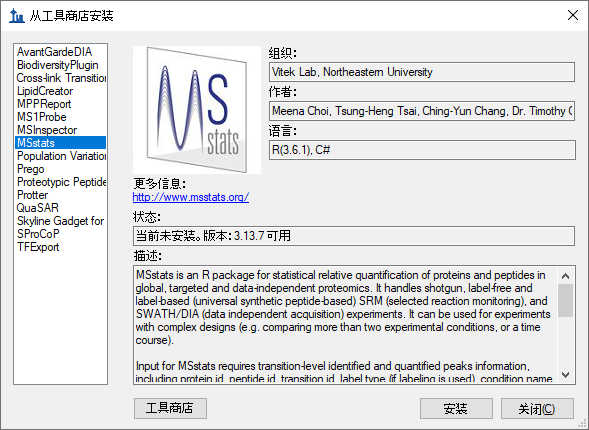 从工具商店安装
AvantGardeDIA
BiodiversityPlugin
Cross-link Transition
LipidCreator
MPPReport
MS1Probe
MSInspector
MSstats
Population Variation
Prego
Proteotypic Peptide
Protter
QuaSAR
Skyline Gadget for
SProCoP
TFExport
MS
stats
组织:
Vitek Lab, Northeastern University
作者:
Meena Choi, Tsung-Heng Tsai, Ching-Yun Chang, Dr. Timothy C
语言:
R(3.6.1), C#
更多信息:
http://www.msstats.org/
状态:
当前未安装。版本: 3.13.7 可用
描述:
MSstats is an R package for statistical relative quantification of proteins and peptides in
global, targeted and data-independent proteomics. It handles shotgun, label-free and
label-based (universal synthetic peptide-based) SRM (selected reaction monitoring), and
SWATH/DIA (data independent acquisition) experiments. It can be used for experiments
with complex designs (e.g. comparing more than two experimental conditions, or a time
course).
Input for MSstats requires transition-level identified and quantified peaks infomation,
including protein id, peptide id, transition id, label type (if labeling is used), condition name
工具商店
安装
关闭(C)